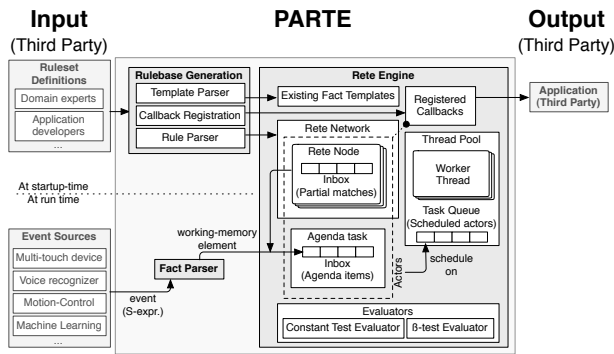 Input
(Third Party)
PARTE
Output
(Third Party)
Ruleset
Definitions
Domain experts
Application
developers
...
Rulebase Generation
Template Parser
Callback Registration
Rule Parser
Rete Engine
Existing Fact Templates
Registered
Callbacks
Application
(Third Party)
Rete Network
Rete Node
Inbox
(Partial matches)
Thread Pool
Worker
Thread
Task Queue
(Scheduled actors)
At startup-time
At run time
Event Sources
Multi-touch device
Voice recognizer
Motion-Control
Machine Learning
...
working-memory
element
Fact Parser
event
(S-expr.)
Agenda task
Inbox
(Agenda items)
Actors
schedule
on
Evaluators
Constant Test Evaluator
ß-test Evaluator